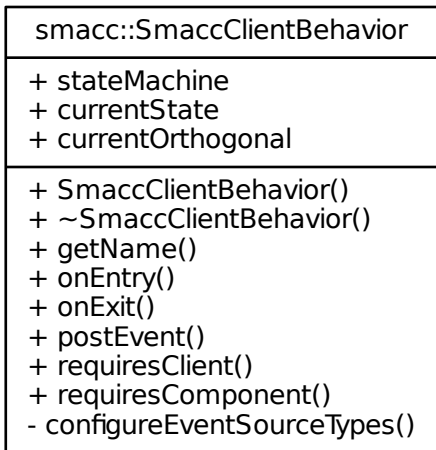 smacc::SmaccClientBehavior
+ stateMachine
+ currentState
+ currentOrthogonal
+ SmaccClientBehavior()
+ ~SmaccClientBehavior()
+ getName()
+ onEntry()
+ onExit()
+ postEvent()
+ requiresClient()
+ requiresComponent()
- configureEventSourceTypes()